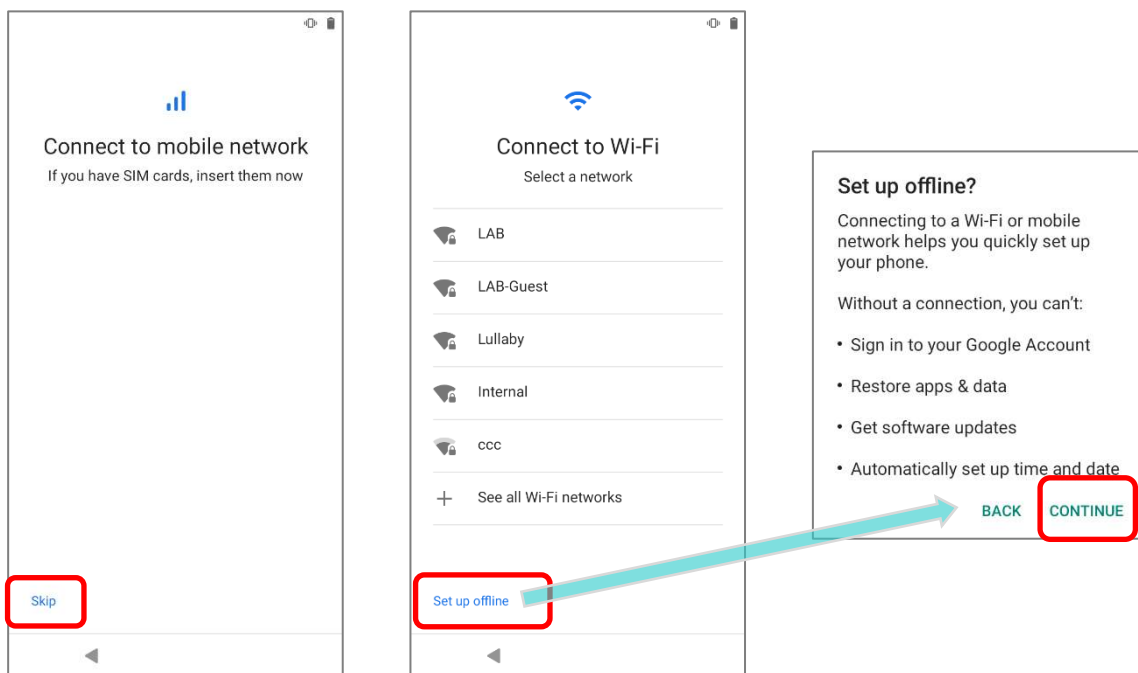 Connect to mobile network
If you have SIM cards, insert them now
Skip
Connect to Wi-Fi
Select a network
LAB
LAB-Guest
Lullaby
Internal
ccc
See all Wi-Fi networks
Set up offline
Set up offline?
Connecting to a Wi-Fi or mobile
network helps you quickly set up
your phone.
Without a connection, you can't:
• Sign in to your Google Account
• Restore apps & data
• Get software updates
• Automatically set up time and date
BACK CONTINUE